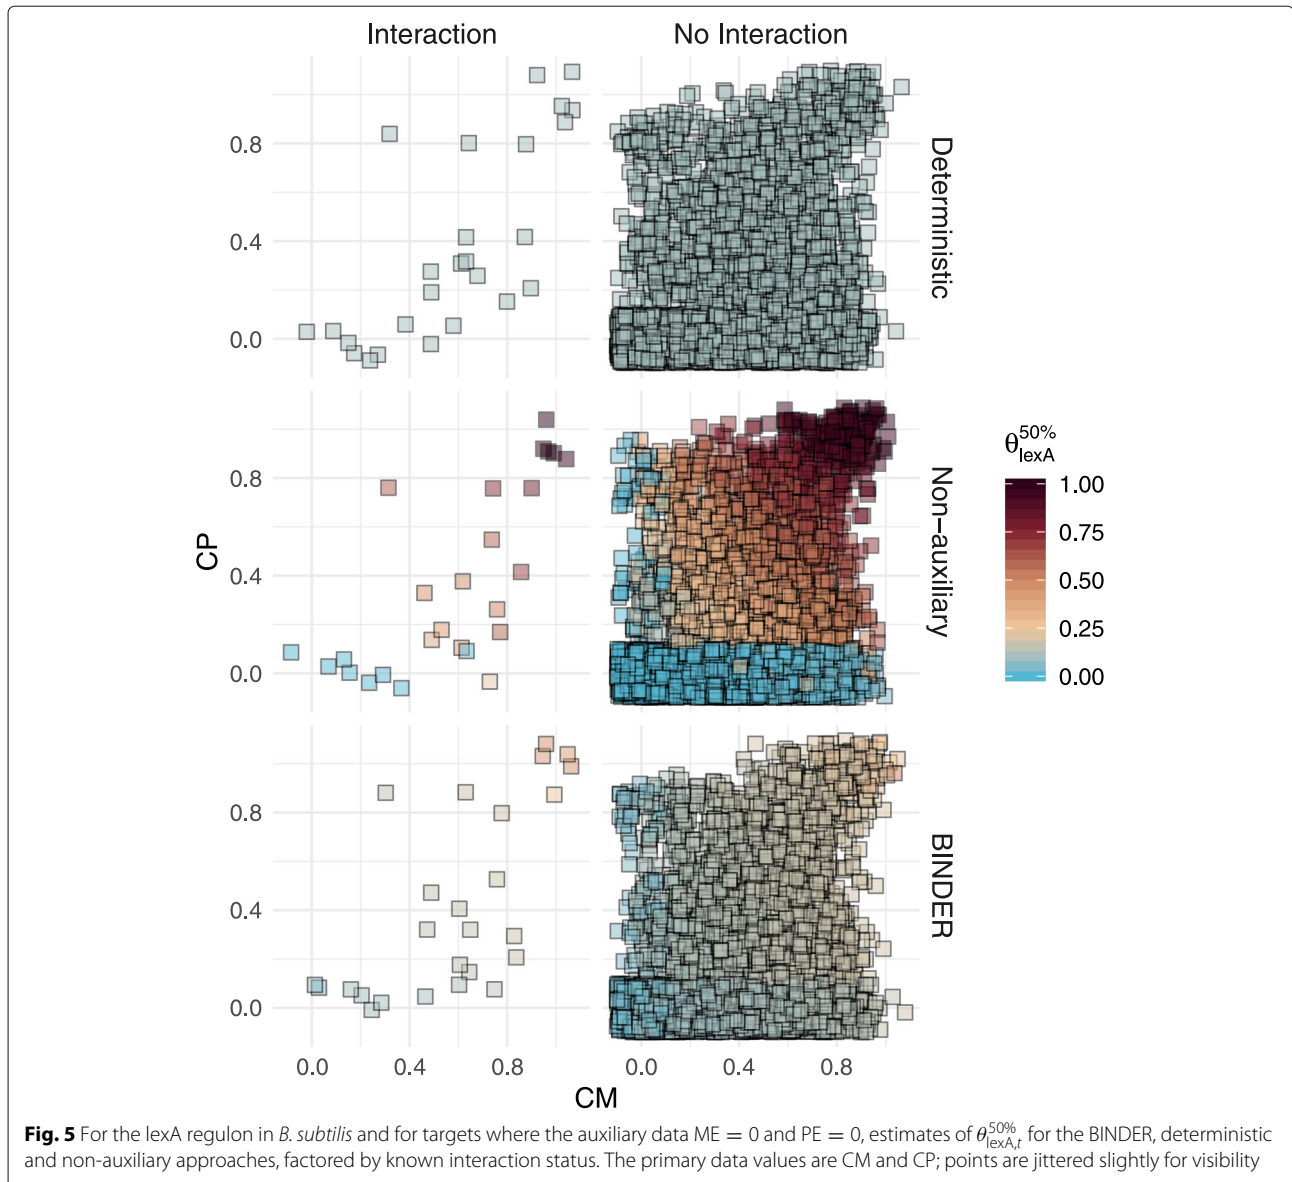 Interaction
No Interaction
0.8
0.4
0.0
Deterministic
CP
0.8
0.4
0.0
Non-auxiliary
θ50%lexA
1.00
0.75
0.50
0.25
0.00
0.8
0.4
0.0
BINDER
0.0 0.4 0.8 0.0 0.4 0.8
CM
Fig. 5 For the lexA regulon in B. subtilis and for targets where the auxiliary data ME = 0 and PE = 0, estimates of θ50%lexA,t for the BINDER, deterministic
and non-auxiliary approaches, factored by known interaction status. The primary data values are CM and CP; points are jittered slightly for visibility